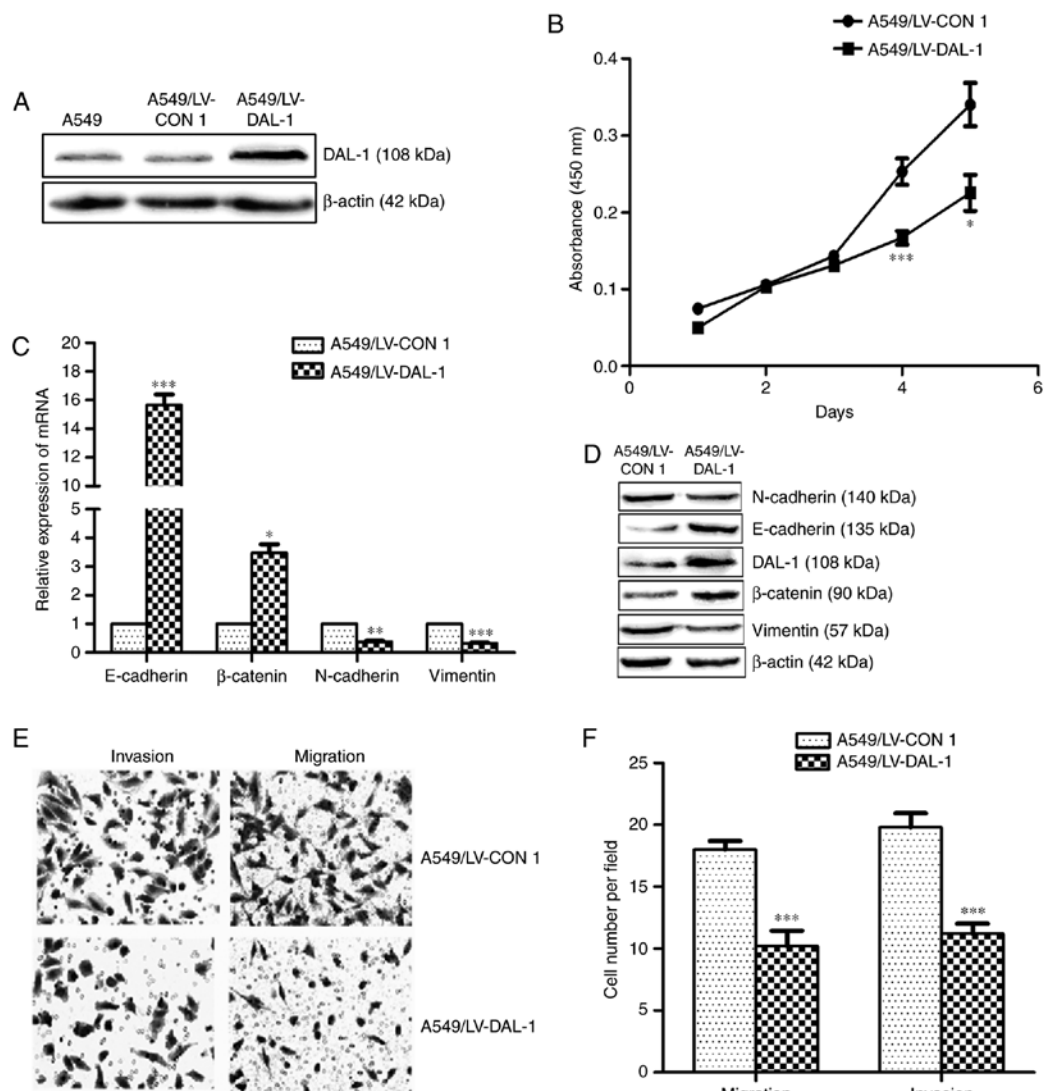 A
A549
A549/LV-
CON 1
A549/LV-
DAL-1
DAL-1 (108 kDa)
β-actin (42 kDa)
B
A549/LV-CON 1
A549/LV-DAL-1
Absorbance (450 nm)
0.4
0.3
0.2
0.1
0.0
***
*
0
2
4
6
Days
C
A549/LV-CON 1
A549/LV-DAL-1
Relative expression of mRNA
20
18
16
14
12
10
5
4
3
2
1
0
***
*
**
***
E-cadherin
β-catenin
N-cadherin
Vimentin
D
A549/LV-
CON 1
A549/LV-
DAL-1
N-cadherin (140 kDa)
E-cadherin (135 kDa)
DAL-1 (108 kDa)
β-catenin (90 kDa)
Vimentin (57 kDa)
β-actin (42 kDa)
E
Invasion
Migration
A549/LV-CON 1
A549/LV-DAL-1
F
A549/LV-CON 1
A549/LV-DAL-1
Cell number per field
25
20
15
10
5
0
***
***
Migration
Invasion